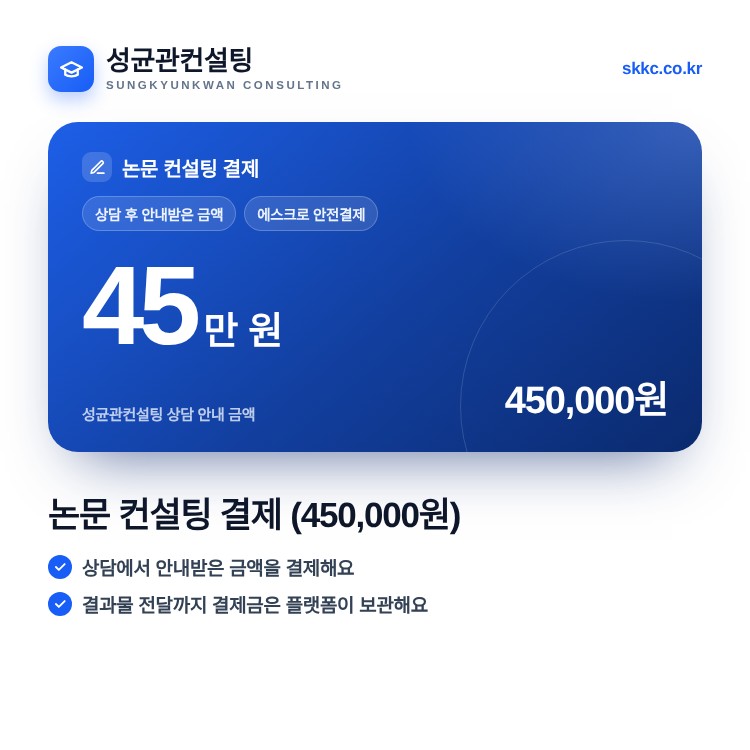 성균관컨설팅
SUNGKYUNKWAN CONSULTING
skkc.co.kr
논문 컨설팅 결제
상담 후 안내받은 금액
에스크로 안전결제
45만 원
성균관컨설팅 상담 안내 금액
450,000원
논문 컨설팅 결제 (450,000원)
상담에서 안내받은 금액을 결제해요
결과물 전달까지 결제금은 플랫폼이 보관해요